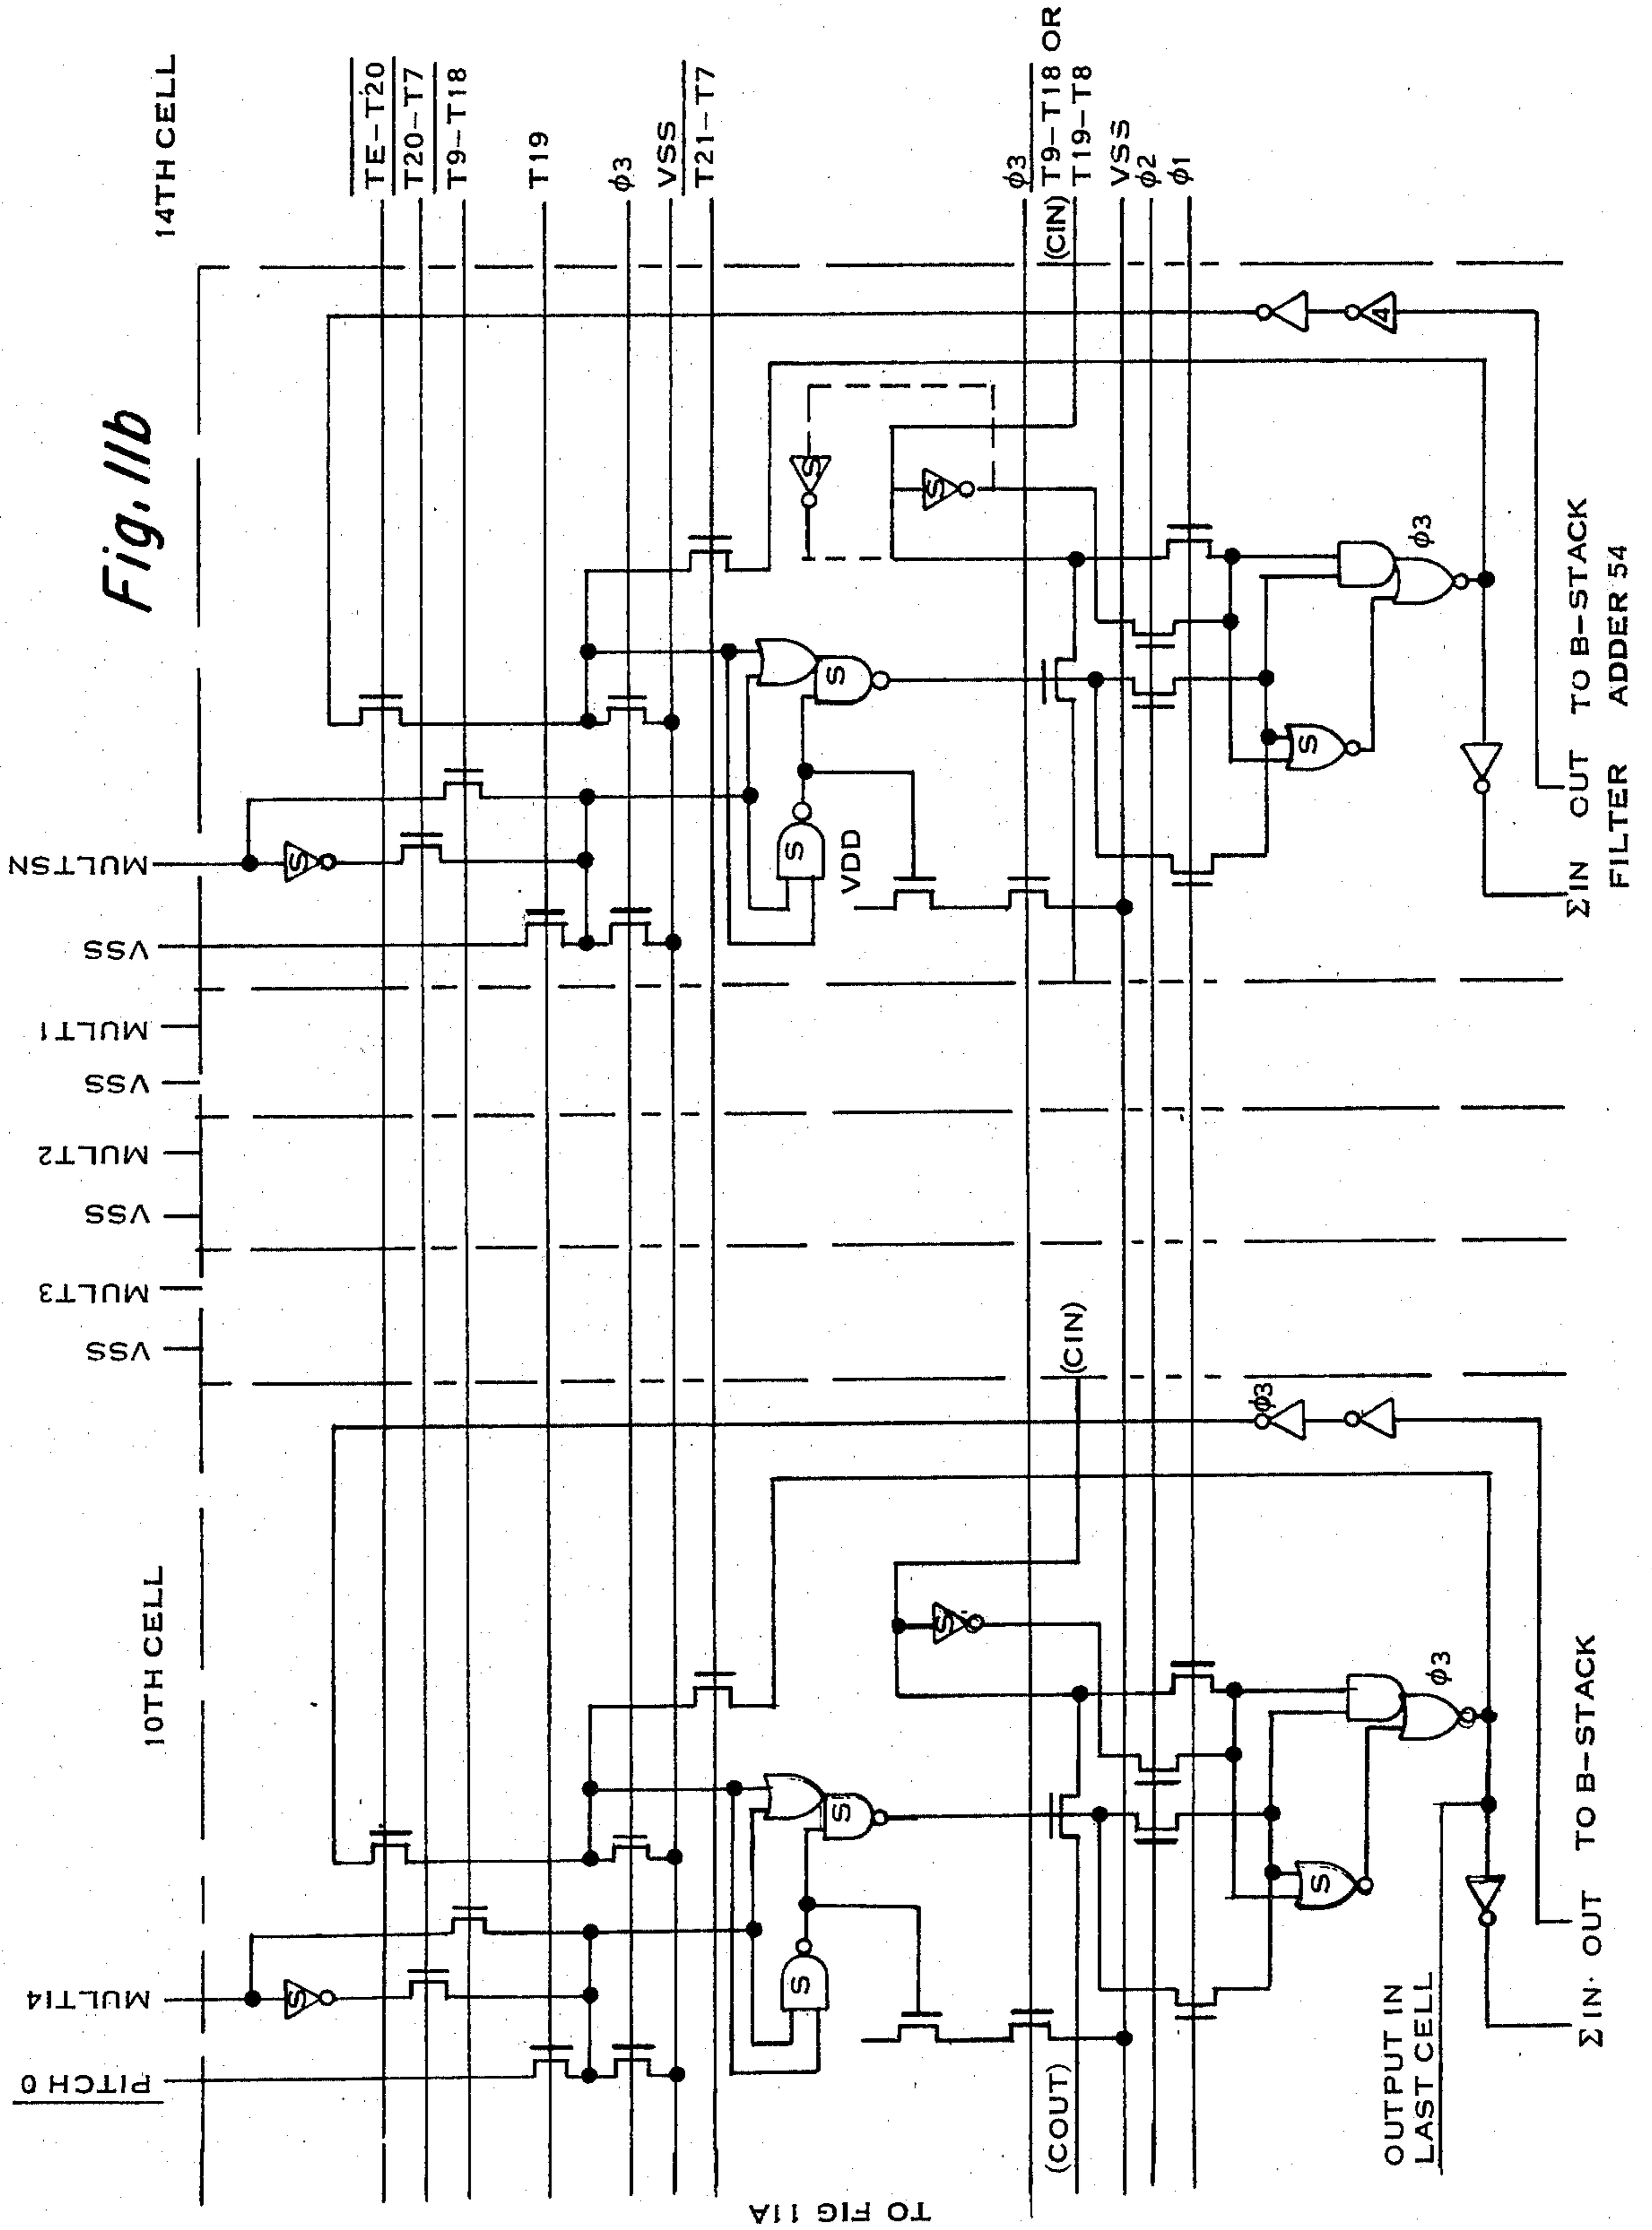 Fig. 11b
14TH CELL
TE-T20
T20-T7
T9-T18
T19
ϕ3
VSS
T21-T7
ϕ3
T9-T18 OR
(CIN)
T19-T8
VSS
ϕ2
ϕ1
MULTSN
VSS
MULT1
VSS
MULT2
VSS
MULT3
VSS
S
S
S
S
S
VDD
S
4
ϕ3
ΣIN OUT TO B-STACK
FILTER ADDER 54
10TH CELL
MULT14
PITCH 0
S
S
S
S
S
(CIN)
(COUT)
ϕ3
ϕ3
OUTPUT IN
LAST CELL
ΣIN. OUT TO B-STACK
TO FIG 11A